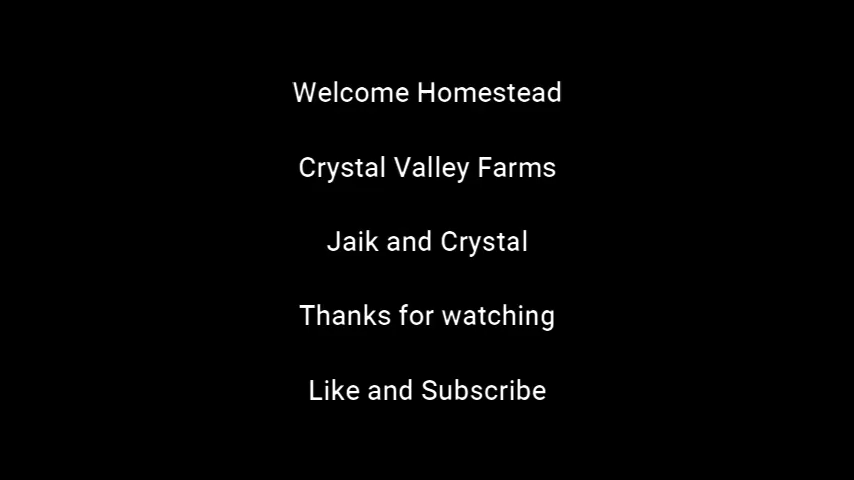 Welcome Homestead
Crystal Valley Farms
Jaik and Crystal
Thanks for watching
Like and Subscribe